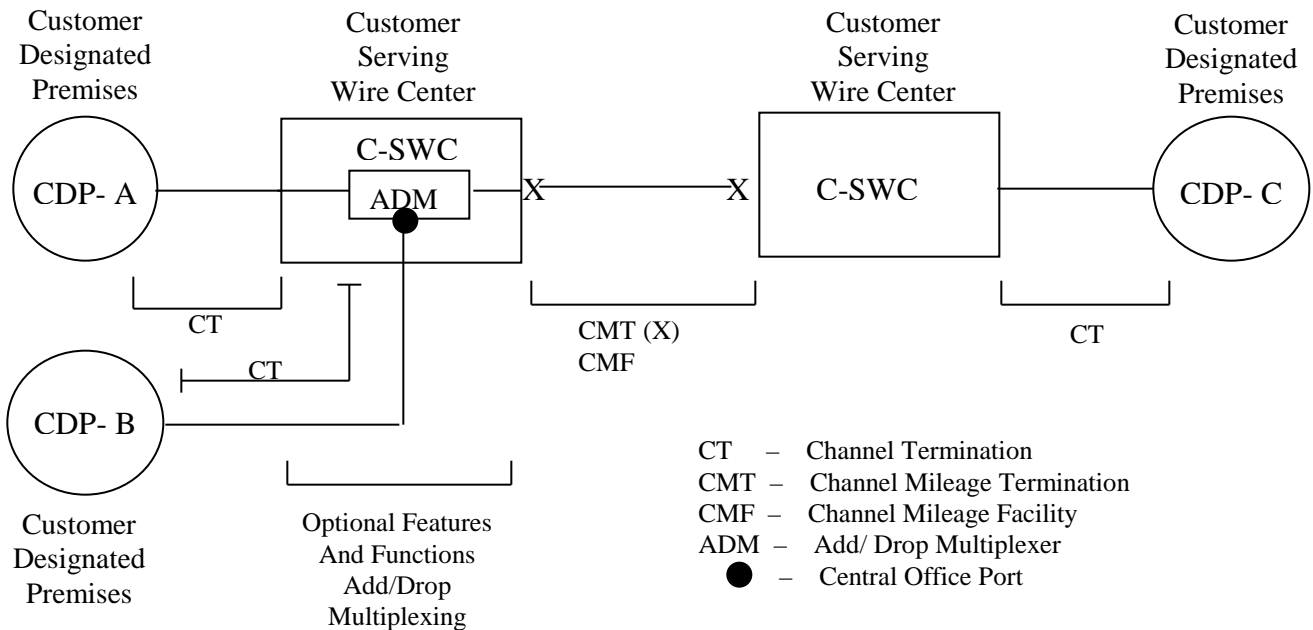 Customer
Designated
Premises
Customer
Serving
Wire Center
Customer
Serving
Wire Center
Customer
Designated
Premises
CDP- A
C-SWC
ADM
X
X
C-SWC
CDP- C
CT
CT
CMT (X)
CMF
CT
CDP- B
Customer
Designated
Premises
Optional Features
And Functions
Add/Drop
Multiplexing
CT – Channel Termination
CMT – Channel Mileage Termination
CMF – Channel Mileage Facility
ADM – Add/ Drop Multiplexer
– Central Office Port